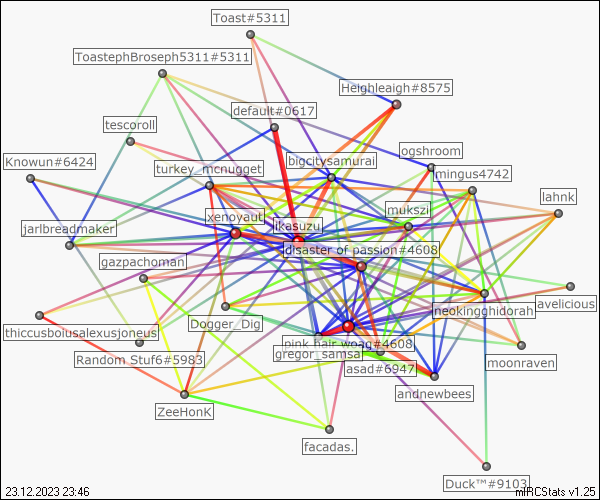 Toast#5311
ToastephBroseph5311#5311
Heighleaigh#8575
default#0617
tescoroll
ogshroom
bigcitysamurai
Knowun#6424
turkey_mcnugget
mingus4742
lahnk
mukszi
xenoyaut
ikasuzu
jarlbreadmaker
disaster of passion#4608
gazpachoman
avelicious
Dogger_Dig
neokingghidorah
thiccusbousalexusjoneus
pink hair woag#4608
Random Stuf6#5983
gregor_samsa
moonraven
asad#6947
andnewbees
ZeeHonK
facadas.
Duck™#9103
23.12.2023 23:46
mIRCStats v1.25